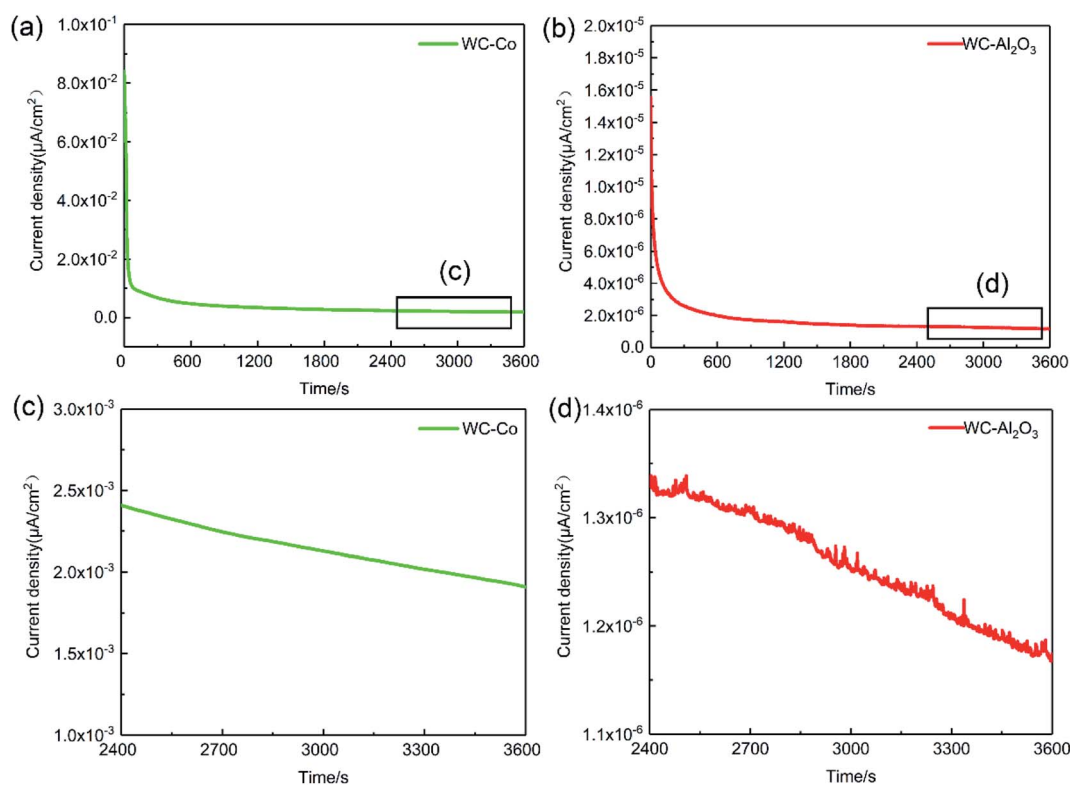 (a)
WC-Co
1.0x10⁻¹
8.0x10⁻²
6.0x10⁻²
4.0x10⁻²
2.0x10⁻²
0.0
Current density(μA/cm²)
(c)
0 600 1200 1800 2400 3000 3600
Time/s
(b)
WC-Al₂O₃
2.0x10⁻⁵
1.8x10⁻⁵
1.6x10⁻⁵
1.4x10⁻⁵
1.2x10⁻⁵
1.0x10⁻⁵
8.0x10⁻⁶
6.0x10⁻⁶
4.0x10⁻⁶
2.0x10⁻⁶
0.0
Current density(μA/cm²)
(d)
0 600 1200 1800 2400 3000 3600
Time/s
(c)
WC-Co
3.0x10⁻³
2.5x10⁻³
2.0x10⁻³
1.5x10⁻³
1.0x10⁻³
Current density(μA/cm²)
2400 2700 3000 3300 3600
Time/s
(d)
WC-Al₂O₃
1.4x10⁻⁶
1.3x10⁻⁶
1.2x10⁻⁶
1.1x10⁻⁶
Current density(μA/cm²)
2400 2700 3000 3300 3600
Time/s